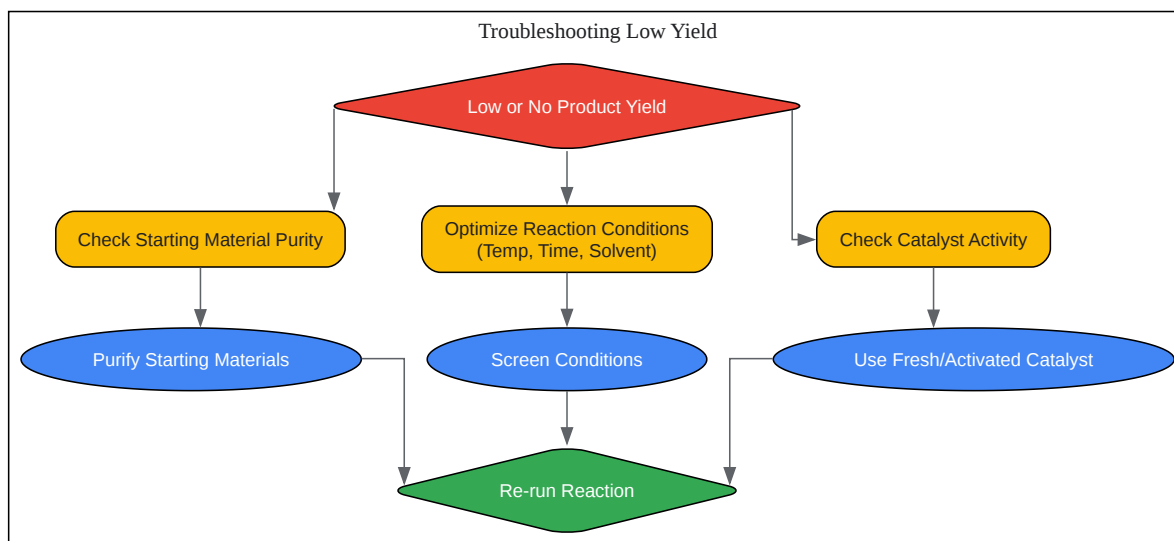 Troubleshooting Low Yield
Low or No Product Yield
Check Starting Material Purity
Optimize Reaction Conditions
(Temp, Time, Solvent)
Check Catalyst Activity
Purify Starting Materials
Screen Conditions
Use Fresh/Activated Catalyst
Re-run Reaction